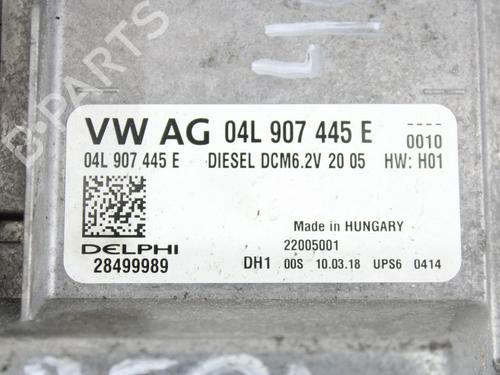 B-PARTS
VW AG 04L 907 445 E
----
0010
04L 907 445 E DIESEL DCM6.2V 20 05 HW: H01
Made in HUNGARY
DELPHI 22005001
28499989 DH1 00S 10.03.18 UPS6 0414